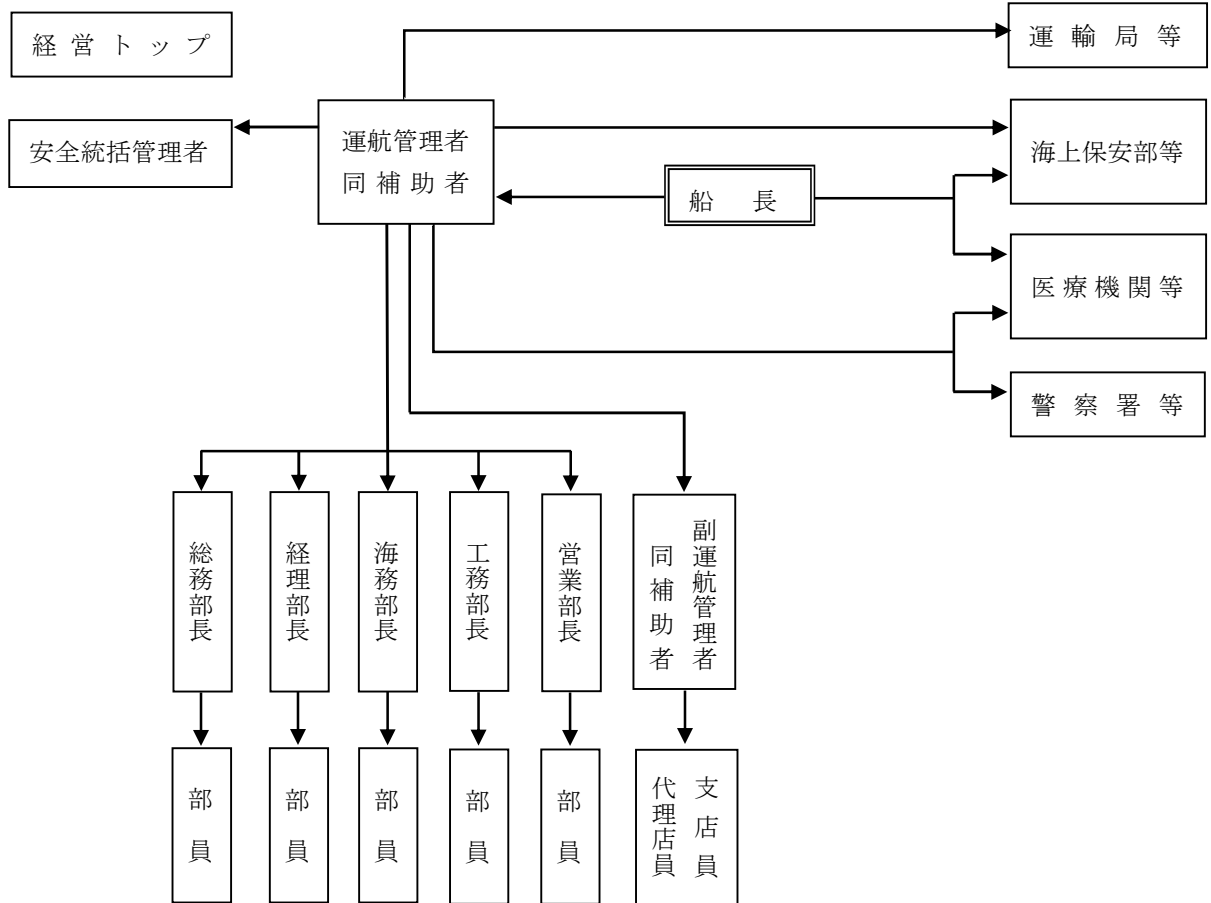 経営トップ
運輸局等
安全統括管理者
運航管理者
同補助者
海上保安部等
船長
医療機関等
警察署等
総務部長
経理部長
海務部長
工務部長
営業部長
副運航管理者
同補助者
部員
部員
部員
部員
部員
支店員
代理店員